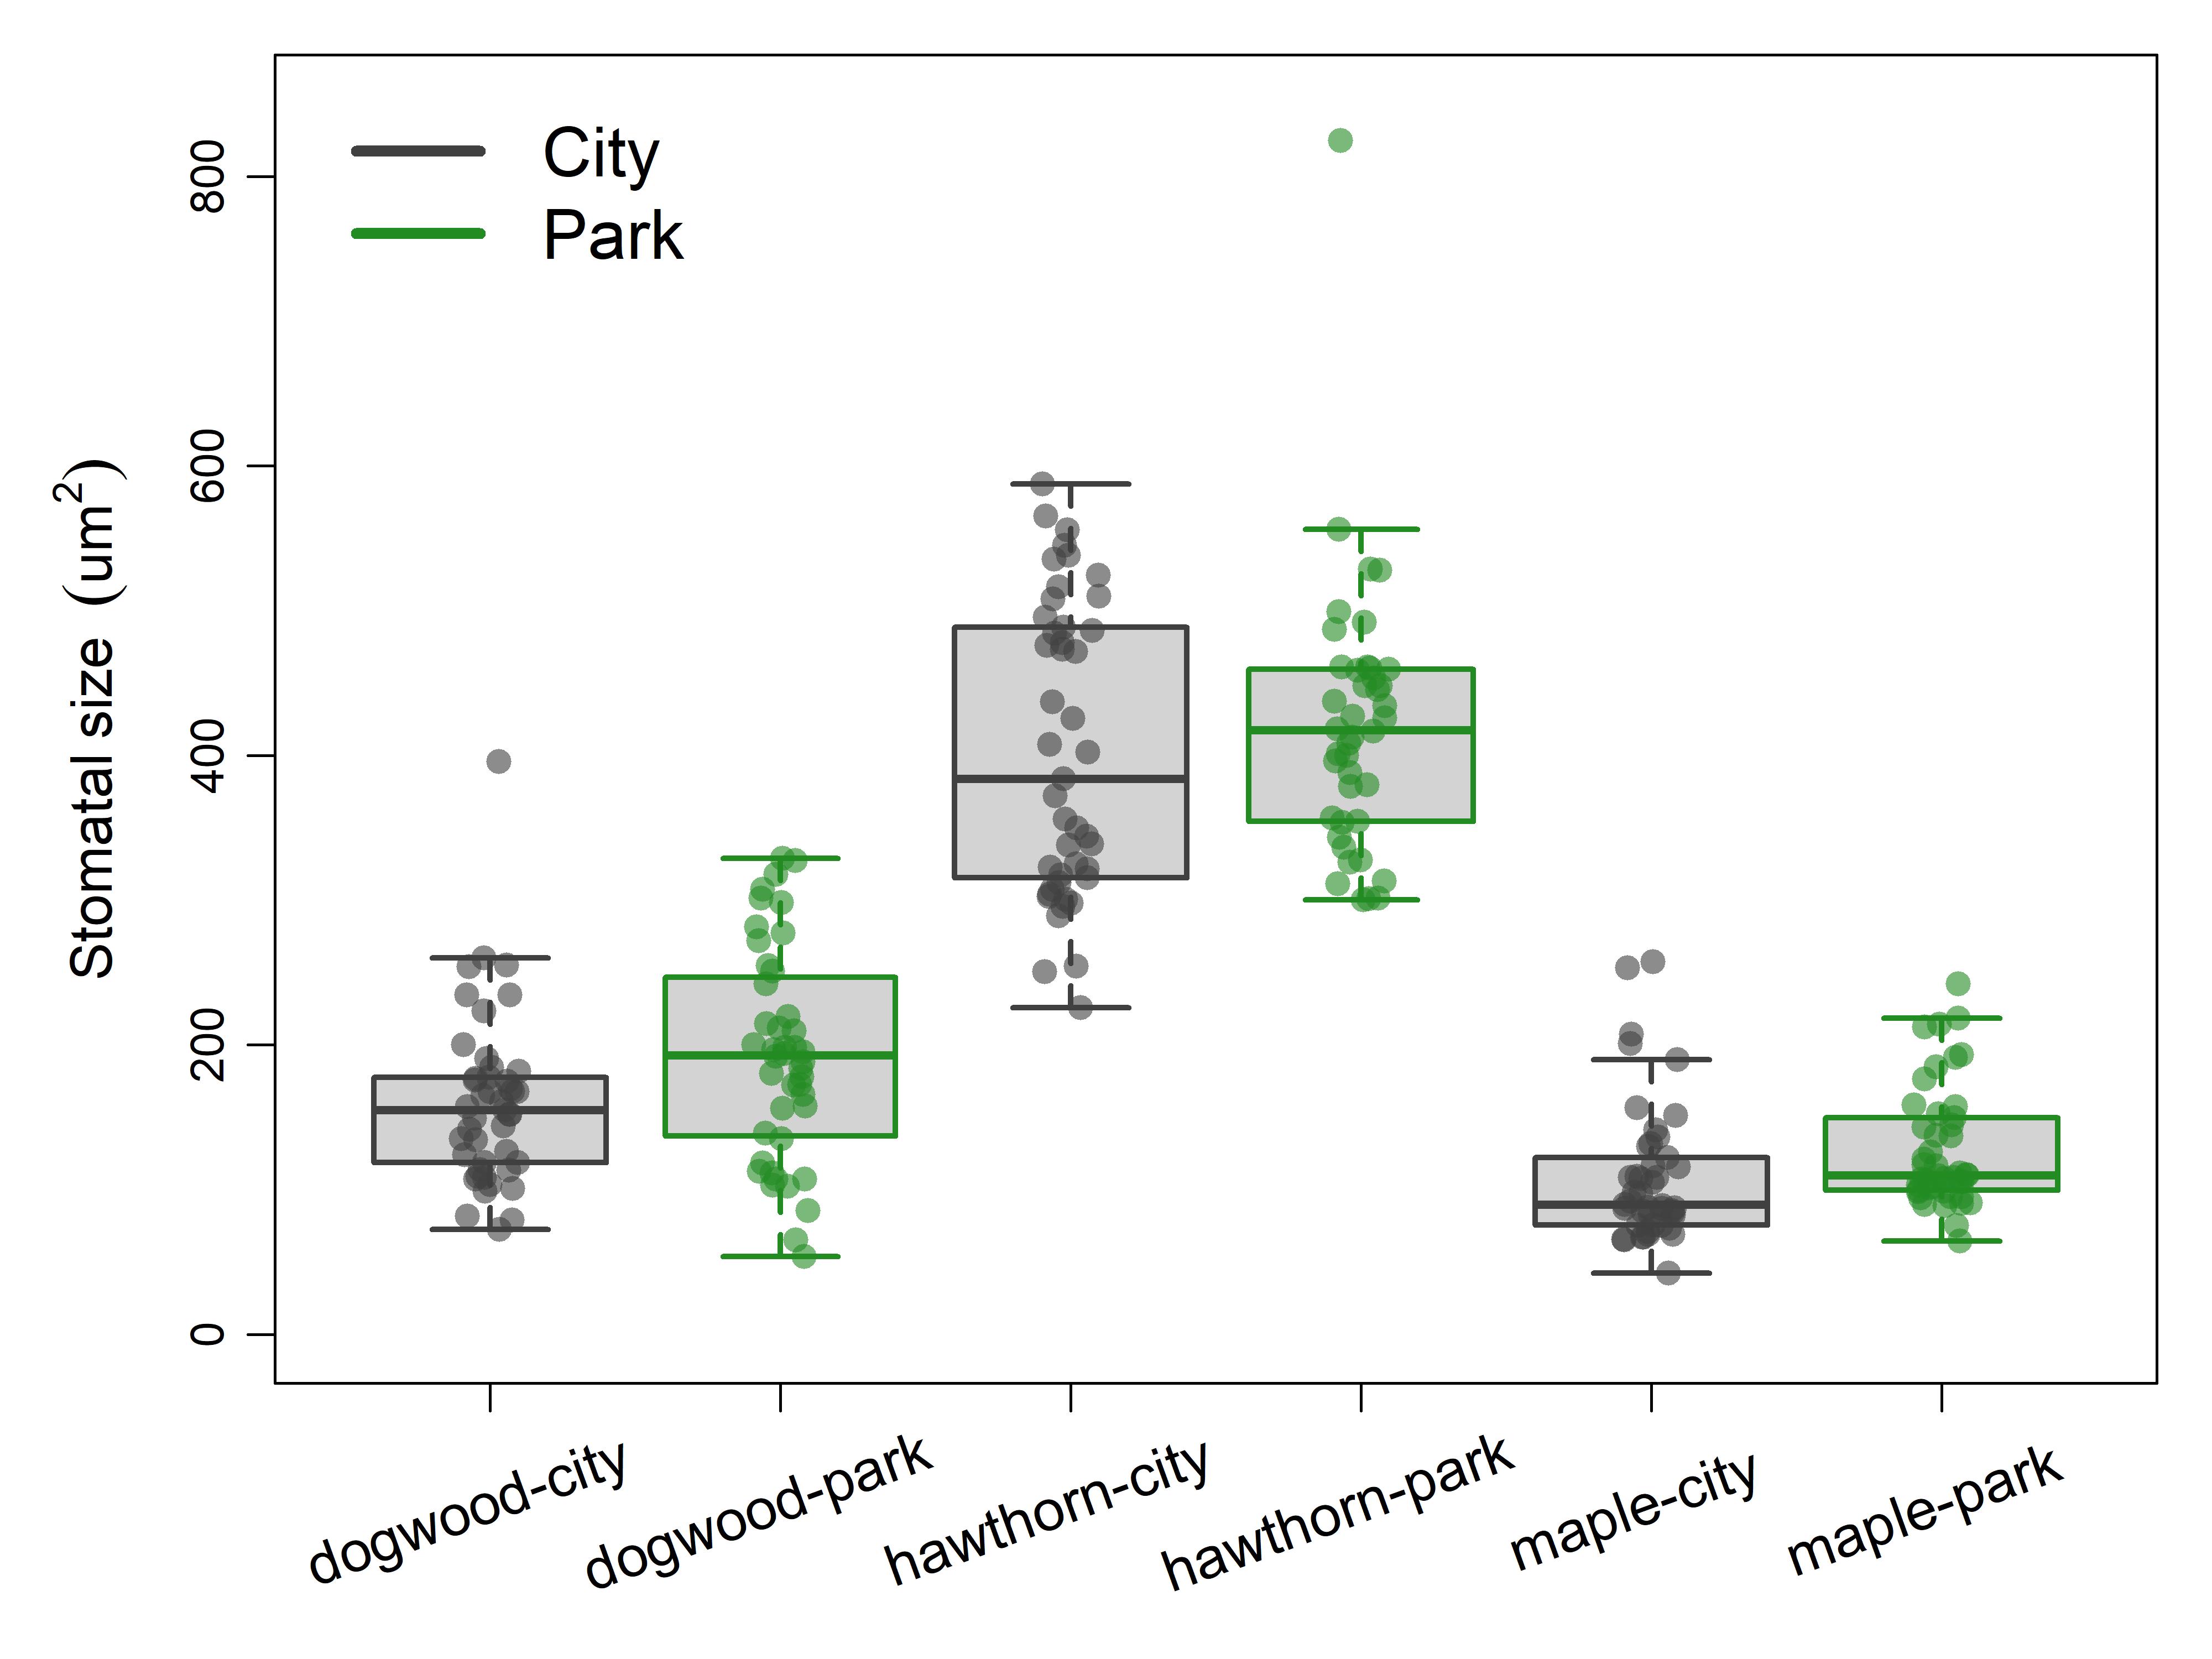 City
Park
Stomatal size (um²)
800
600
400
200
0
dogwood-city
dogwood-park
hawthorn-city
hawthorn-park
maple-city
maple-park